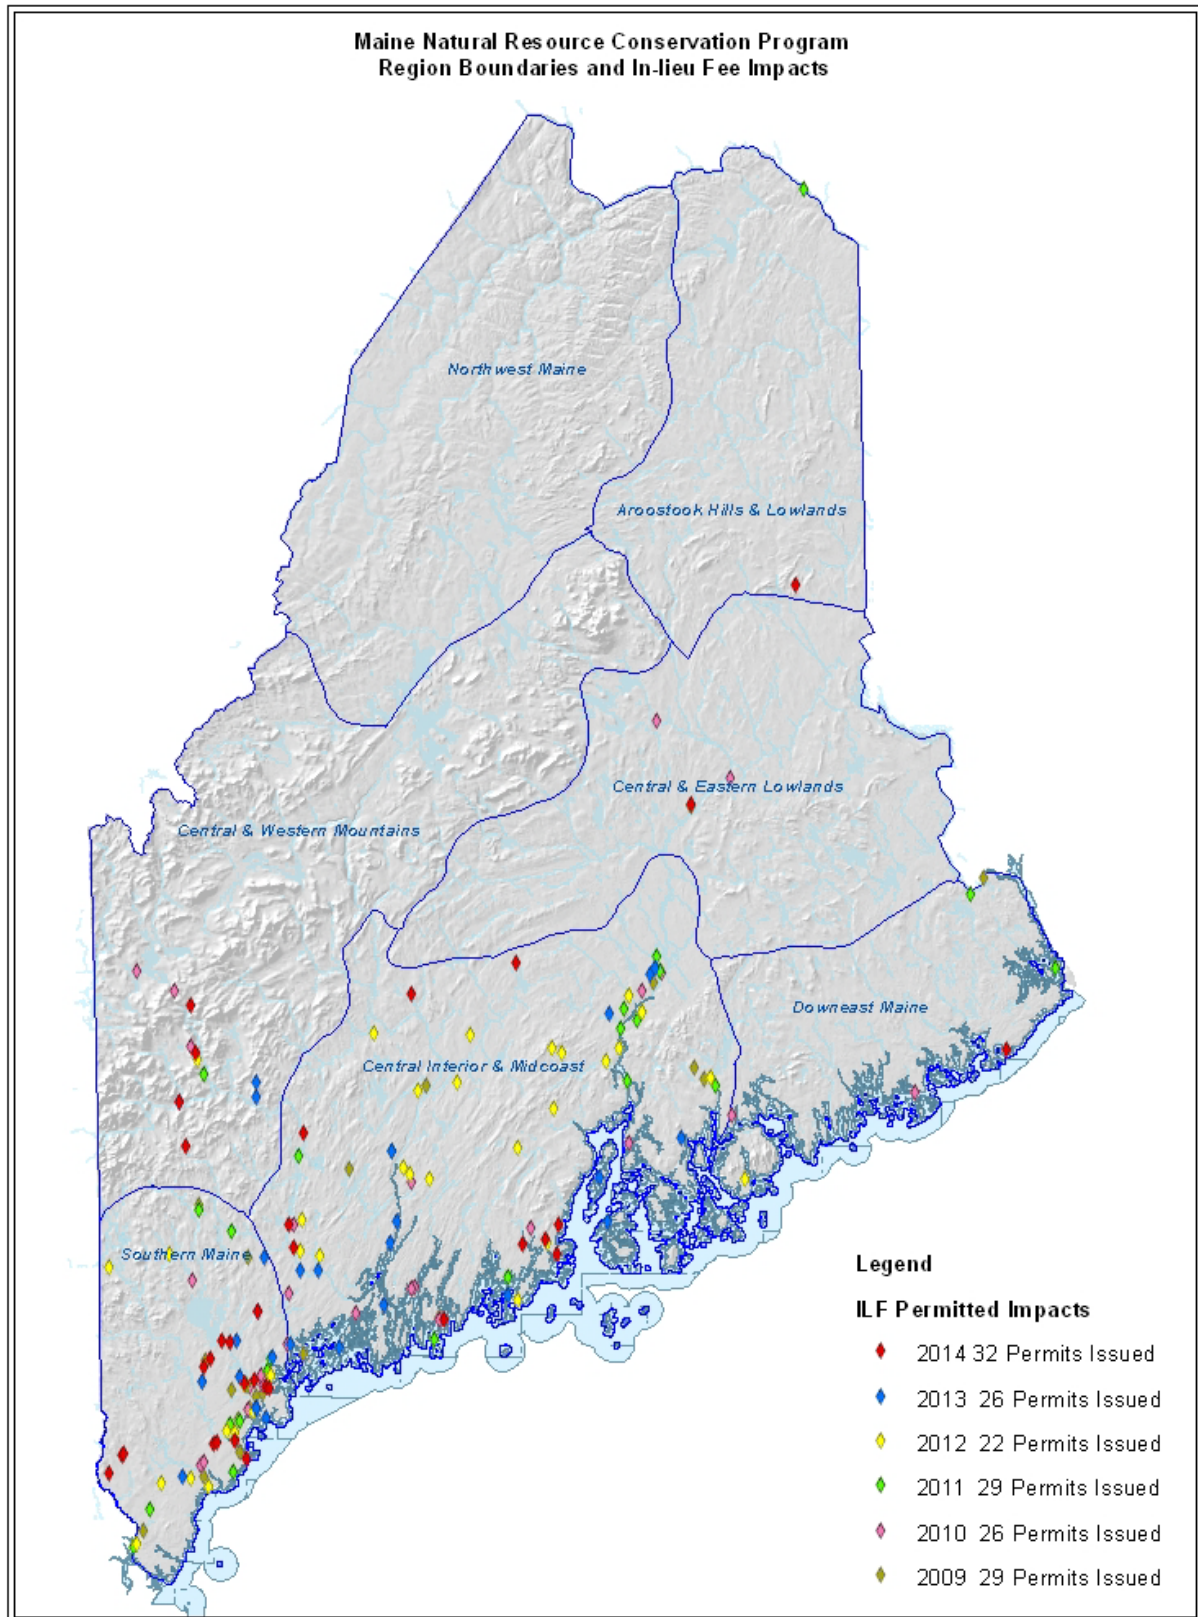 Maine Natural Resource Conservation Program
Region Boundaries and In-lieu Fee Impacts
Northwest Maine
Aroostook Hills & Lowlands
Central & Eastern Lowlands
Central & Western Mountains
Downeast Maine
Central Interior & Midcoast
Southern Maine
Legend
ILF Permitted Impacts
2014 32 Permits Issued
2013 26 Permits Issued
2012 22 Permits Issued
2011 29 Permits Issued
2010 26 Permits Issued
2009 29 Permits Issued